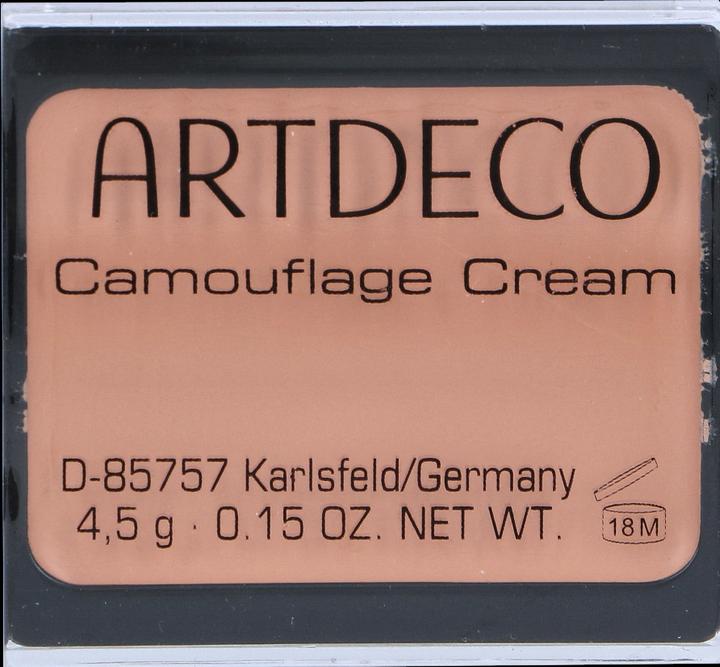 ARTDECO
Camouflage Cream
D-85757 Karlsfeld/Germany
4,5 g · 0.15 OZ. NET WT.
18M